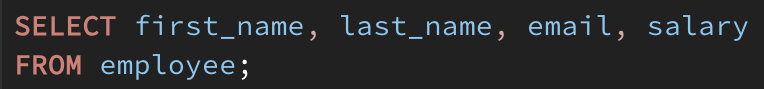 SELECT first_name, last_name, email, salary
FROM employee;